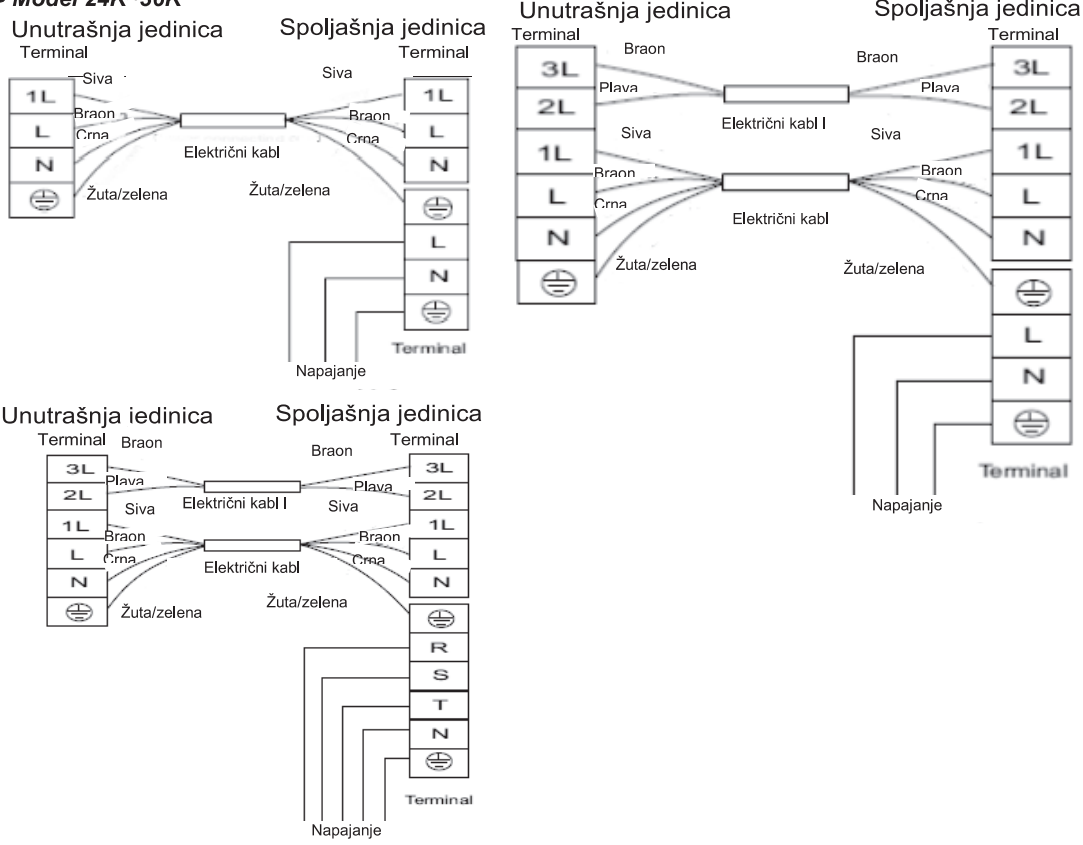 Model 24K~30K
Unutrašnja jedinica
Spoljašnja jedinica
Terminal
Terminal
Siva
Siva
1L
1L
Braon
Braon
L
L
Crna
Crna
N
N
Električni kabl
Žuta/zelena
Žuta/zelena
L
N
Terminal
Napajanje
Unutrašnja jedinica
Spoljašnja jedinica
Terminal
Terminal
Braon
Braon
3L
3L
Plava
Plava
2L
2L
Električni kabl I
Siva
Siva
1L
1L
Braon
Braon
L
L
Crna
Crna
Električni kabl
N
N
Žuta/zelena
Žuta/zelena
L
N
Terminal
Napajanje
Unutrašnja iedinica
Spoljašnja jedinica
Terminal
Terminal
Braon
Braon
3L
3L
Plava
Plava
2L
2L
Električni kabl I
Siva
Siva
1L
1L
Braon
Braon
L
L
Crna
Crna
Električni kabl
N
N
Žuta/zelena
Žuta/zelena
R
S
T
N
Terminal
Napajanje